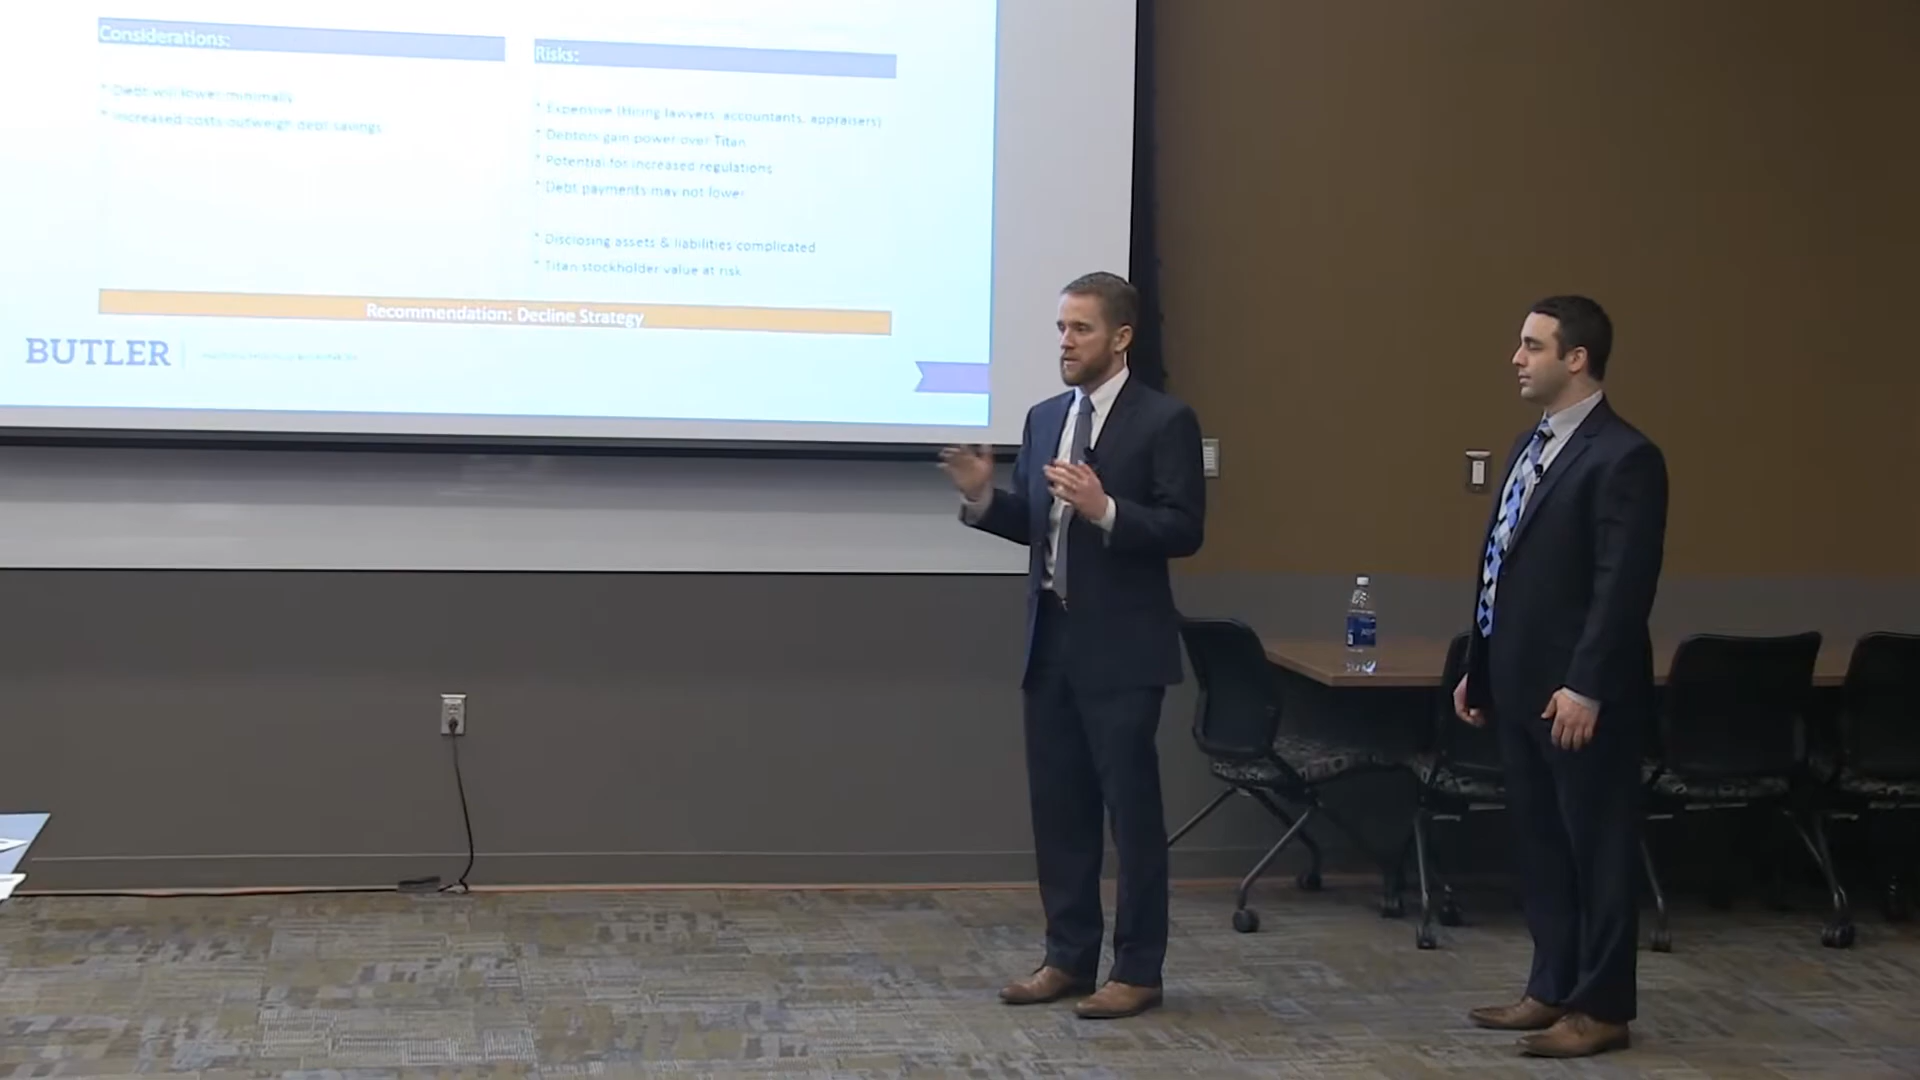 Considerations:
* Debt will lower minimally
* Increased costs outweigh debt savings
Risks:
* Expensive (Hiring lawyers, accountants, appraisers)
* Debtors gain power over Titan
* Potential for increased regulations
* Debt payments may not lower
* Disclosing assets & liabilities complicated
* Titan stockholder value at risk
Recommendation: Decline Strategy
BUTLER